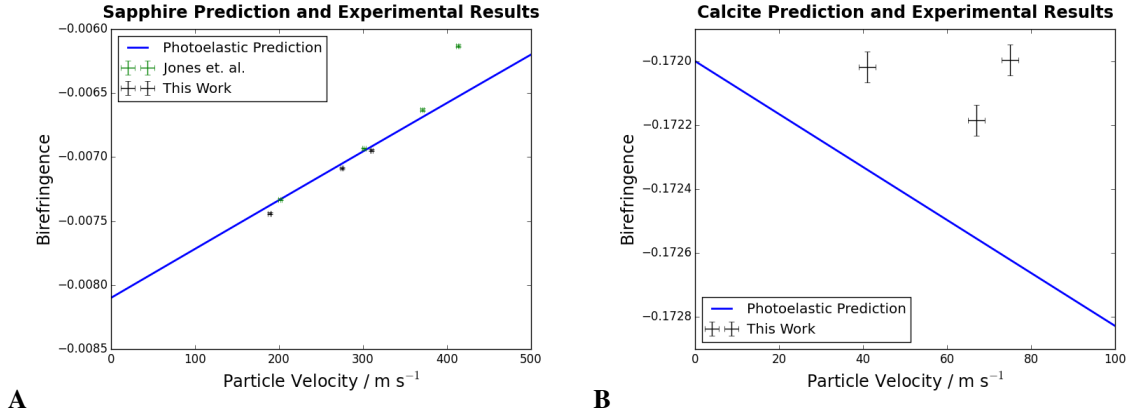 Sapphire Prediction and Experimental Results
−0.0060
−0.0065
−0.0070
−0.0075
−0.0080
−0.0085
Birefringence
Photoelastic Prediction
Jones et. al.
This Work
0 100 200 300 400 500
Particle Velocity / m s⁻¹
A
Calcite Prediction and Experimental Results
−0.1720
−0.1722
−0.1724
−0.1726
−0.1728
Birefringence
Photoelastic Prediction
This Work
0 20 40 60 80 100
Particle Velocity / m s⁻¹
B